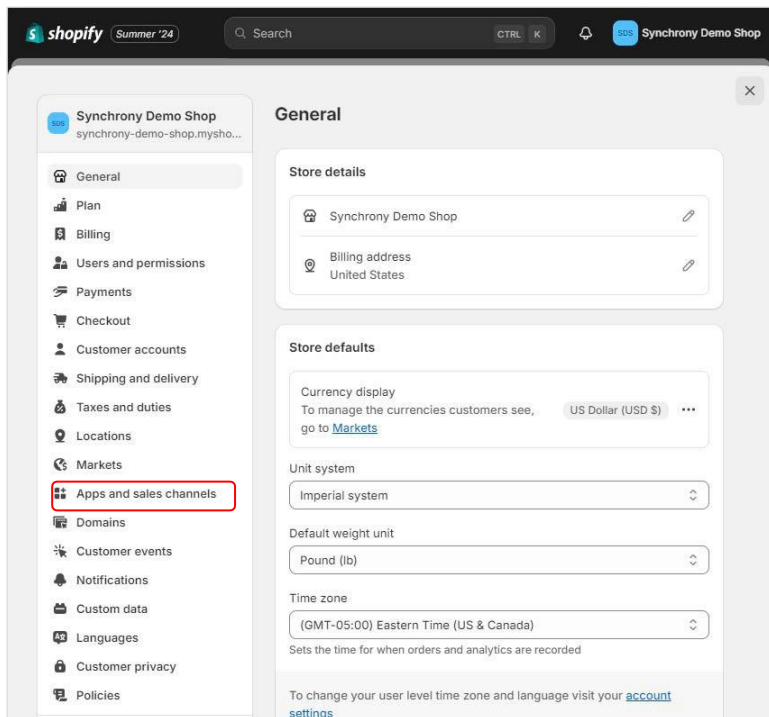 shopify Summer '24 Search CTRL K SDS Synchrony Demo Shop
SDS Synchrony Demo Shop
synchrony-demo-shop.mysho...
General
Plan
Billing
Users and permissions
Payments
Checkout
Customer accounts
Shipping and delivery
Taxes and duties
Locations
Markets
Apps and sales channels
Domains
Customer events
Notifications
Custom data
Languages
Customer privacy
Policies
General
Store details
Synchrony Demo Shop
Billing address
United States
Store defaults
Currency display
To manage the currencies customers see,
go to Markets
US Dollar (USD $)
Unit system
Imperial system
Default weight unit
Pound (lb)
Time zone
(GMT-05:00) Eastern Time (US & Canada)
Sets the time for when orders and analytics are recorded
To change your user level time zone and language visit your account
settings